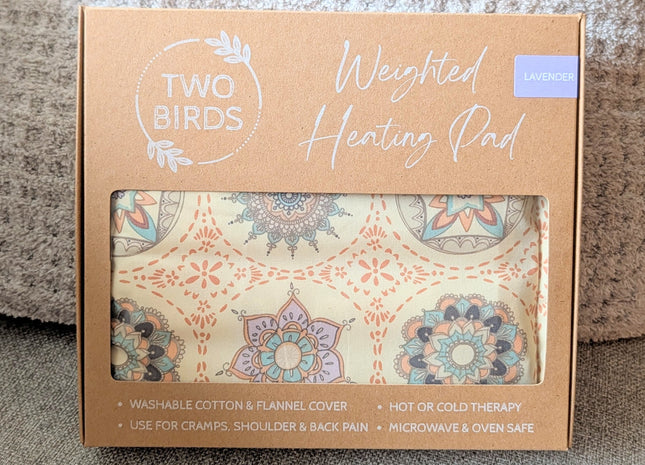 TWO
BIRDS
Weighted
Heating Pad
LAVENDER
• WASHABLE COTTON & FLANNEL COVER
• USE FOR CRAMPS, SHOULDER & BACK PAIN
• HOT OR COLD THERAPY
• MICROWAVE & OVEN SAFE